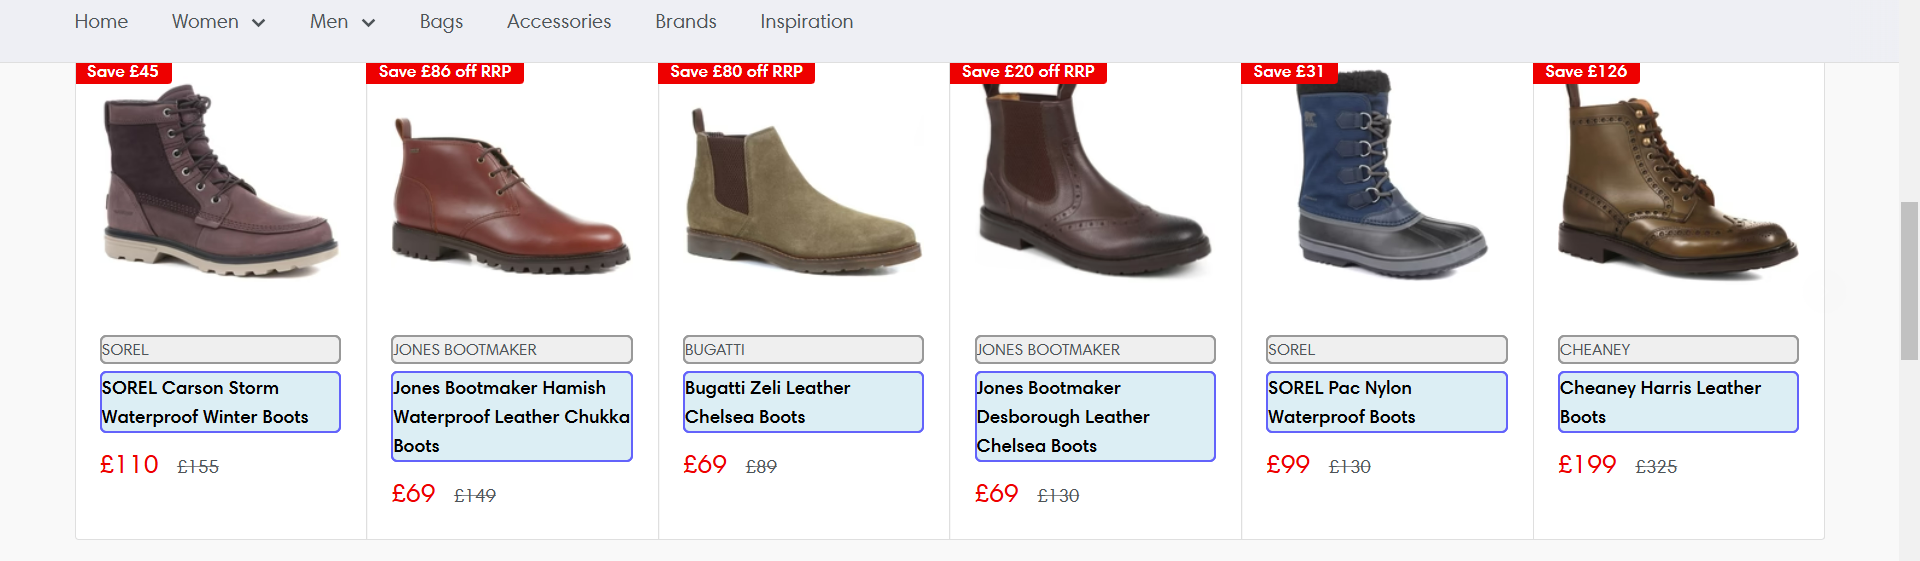 Home Women Men Bags Accessories Brands Inspiration
Save £45
Save £86 off RRP
Save £80 off RRP
Save £20 off RRP
Save £31
Save £126
SOREL
SOREL Carson Storm
Waterproof Winter Boots
£110 £155
JONES BOOTMAKER
Jones Bootmaker Hamish
Waterproof Leather Chukka
Boots
£69 £149
BUGATTI
Bugatti Zeli Leather
Chelsea Boots
£69 £89
JONES BOOTMAKER
Jones Bootmaker
Desborough Leather
Chelsea Boots
£69 £130
SOREL
SOREL Pac Nylon
Waterproof Boots
£99 £130
CHEANEY
Cheaney Harris Leather
Boots
£199 £325